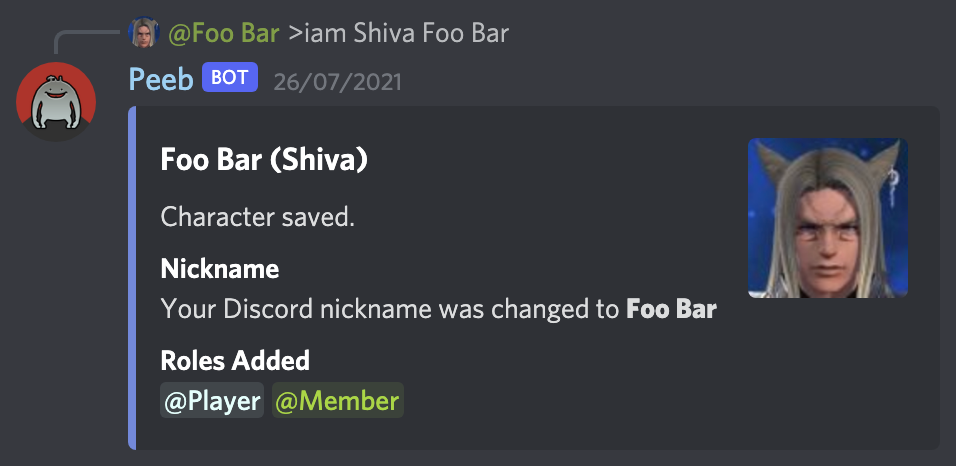 @Foo Bar >iam Shiva Foo Bar
Peeb BOT 26/07/2021
Foo Bar (Shiva)
Character saved.
Nickname
Your Discord nickname was changed to Foo Bar
Roles Added
@Player @Member